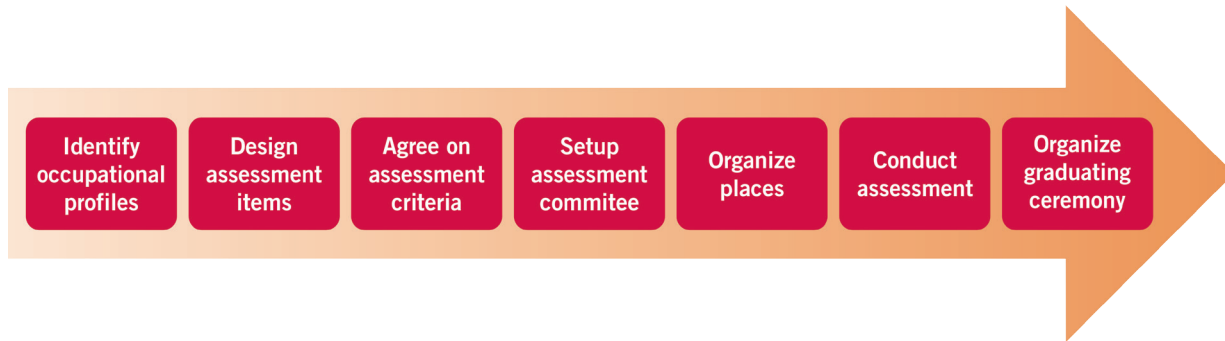 Identify
occupational
profiles
Design
assessment
items
Agree on
assessment
criteria
Setup
assessment
commitee
Organize
places
Conduct
assessment
Organize
graduating
ceremony